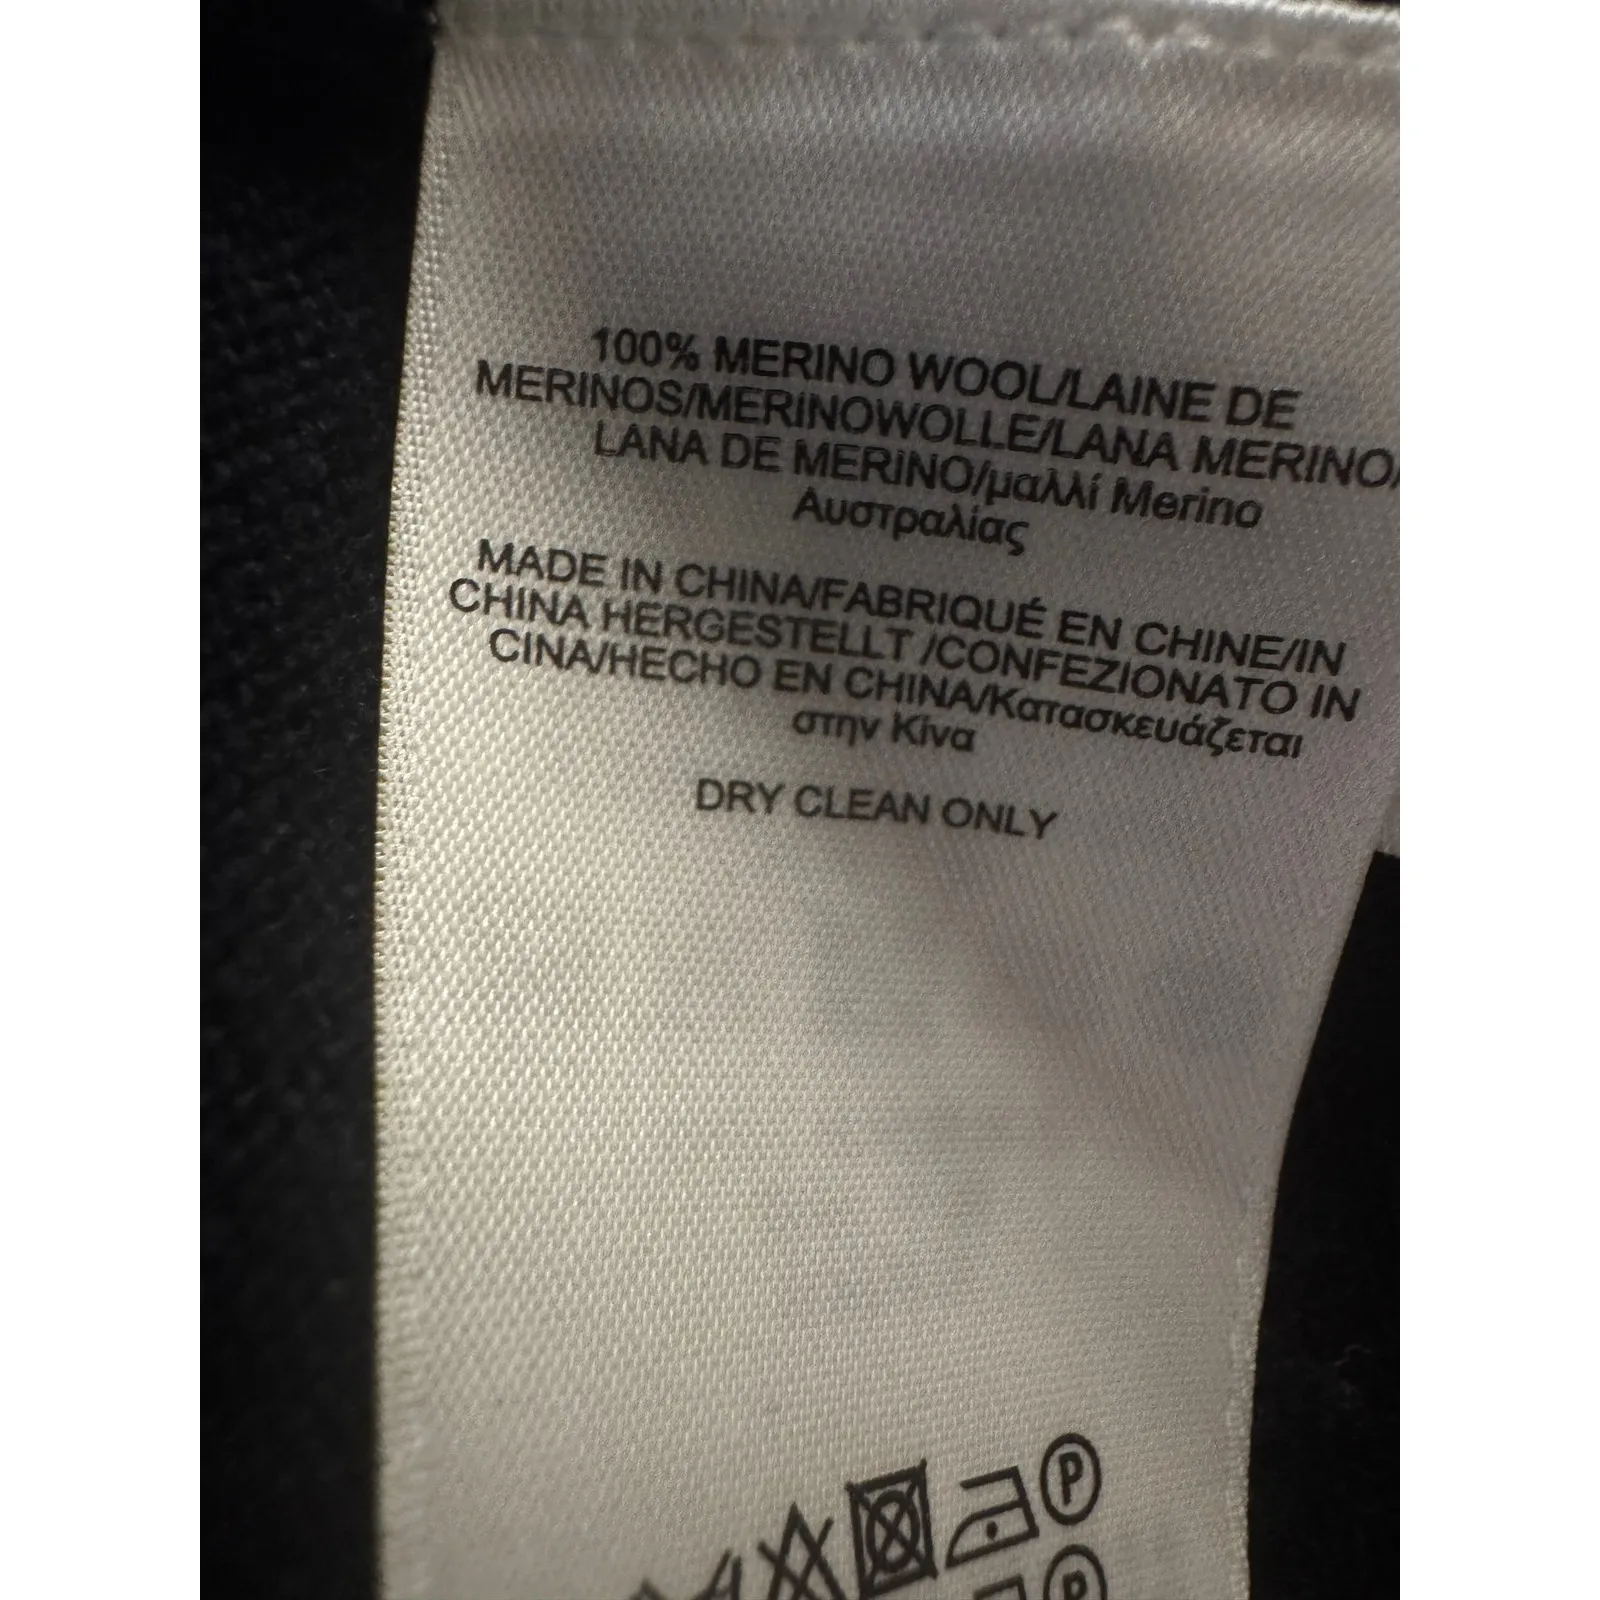 100% MERINO WOOL/LAINE DE
MERINOS/MERINOWOLLE/LANA MERINO/
LANA DE MERINO/μαλλί Merino
Αυστραλίας
MADE IN CHINA/FABRIQUÉ EN CHINE/IN
CHINA HERGESTELLT /CONFEZIONATO IN
CINA/HECHO EN CHINA/Κατασκευάζεται
στην Κίνα
DRY CLEAN ONLY
P
P